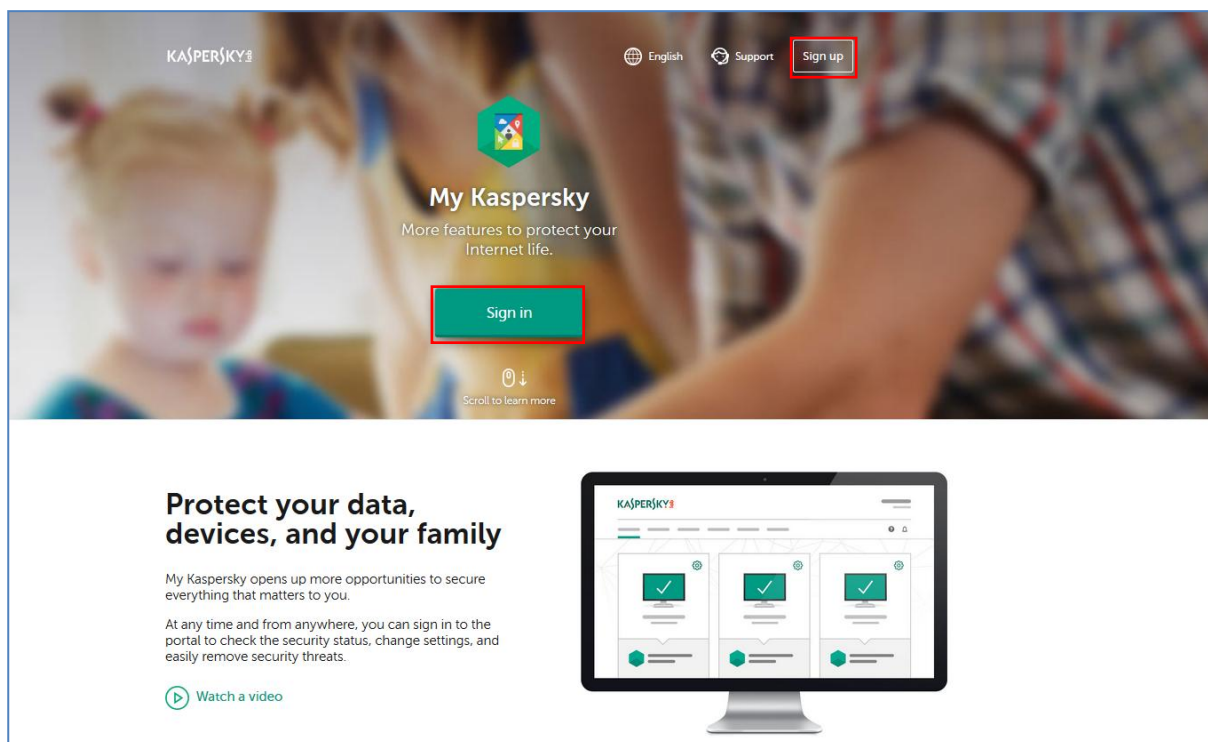 KASPERSKY LAB
English
Support
Sign up
My Kaspersky
More features to protect your
Internet life.
Sign in
Scroll to learn more
Protect your data,
devices, and your family
My Kaspersky opens up more opportunities to secure
everything that matters to you.
At any time and from anywhere, you can sign in to the
portal to check the security status, change settings, and
easily remove security threats.
Watch a video
KASPERSKY LAB